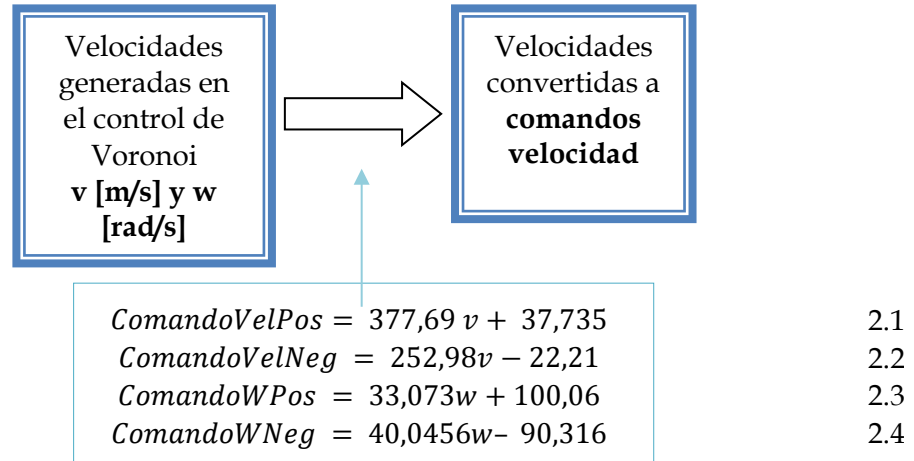 Velocidades
generadas en
el control de
Voronoi
v [m/s] y w
[rad/s]
Velocidades
convertidas a
comandos
velocidad
ComandoVelPos = 377,69 v + 37,735 2.1
ComandoVelNeg = 252,98v − 22,21 2.2
ComandoWPos = 33,073w + 100,06 2.3
ComandoWNeg = 40,0456w– 90,316 2.4